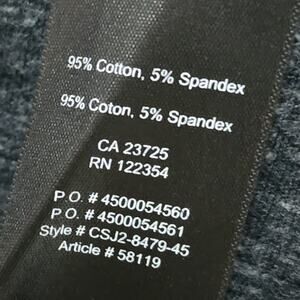 95% Cotton, 5% Spandex
95% Coton, 5% Spandex
CA 23725
RN 122354
P.O. # 4500054560
P.O. # 4500054561
Style # CSJ2-8479-45
Article # 58119